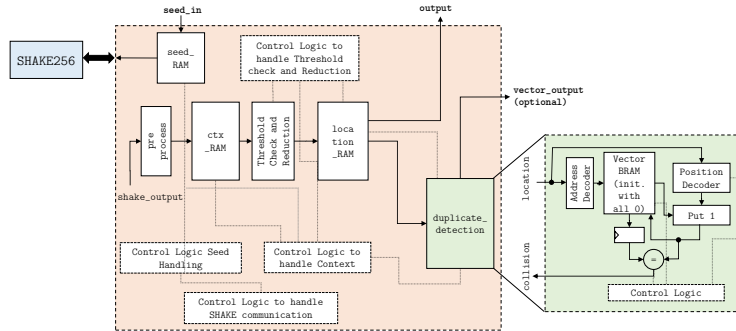 seed_in
output
SHAKE256
seed_
RAM
Control Logic to
handle Threshold
check and Reduction
vector_output
(optional)
pre
process
ctx
_RAM
Threshold
Check and
Reduction
loca
tion
_RAM
shake_output
duplicate_
detection
location
Address
Decoder
Vector
BRAM
(init.
with
all 0)
Position
Decoder
Put 1
=
collision
Control Logic
Control Logic Seed
Handling
Control Logic to
handle Context
Control Logic to handle
SHAKE communication